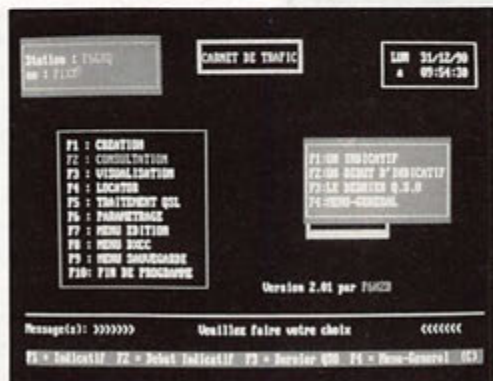 Station :
on :
CARNET DE TRAFIC
LUN 31/12/90
a 09:54:30
F1 : CREATION
F2 : CONSULTATION
F3 : VISUALISATION
F4 : LOCATOR
F5 : TRAITEMENT QSL
F6 : PARAMETRAGE
F7 : MENU EDITION
F8 : MENU DXCC
F9 : MENU SAUVEGARDE
F10: FIN DE PROGRAMME
F1:UN INDICATIF
F2:UN DEBUT D'INDICATIF
F3:LE DERNIER Q.S.O
F4:MENU-GENERAL
Version 2.01 par
Message(s): >>>>>>> Veuillez faire votre choix <<<<<<<
F1 = Indicatif F2 = Debut Indicatif F3 = Dernier QSO F4 = Menu-General (C)